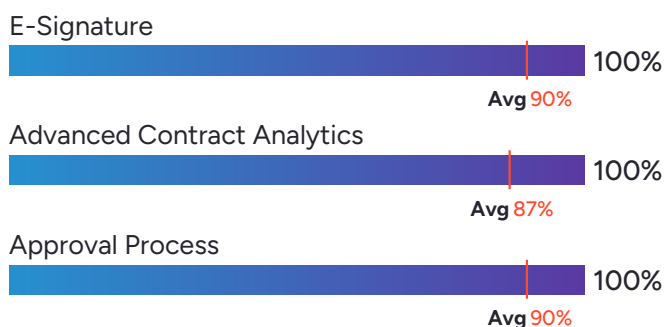 E-Signature
100%
Avg 90%
Advanced Contract Analytics
100%
Avg 87%
Approval Process
100%
Avg 90%